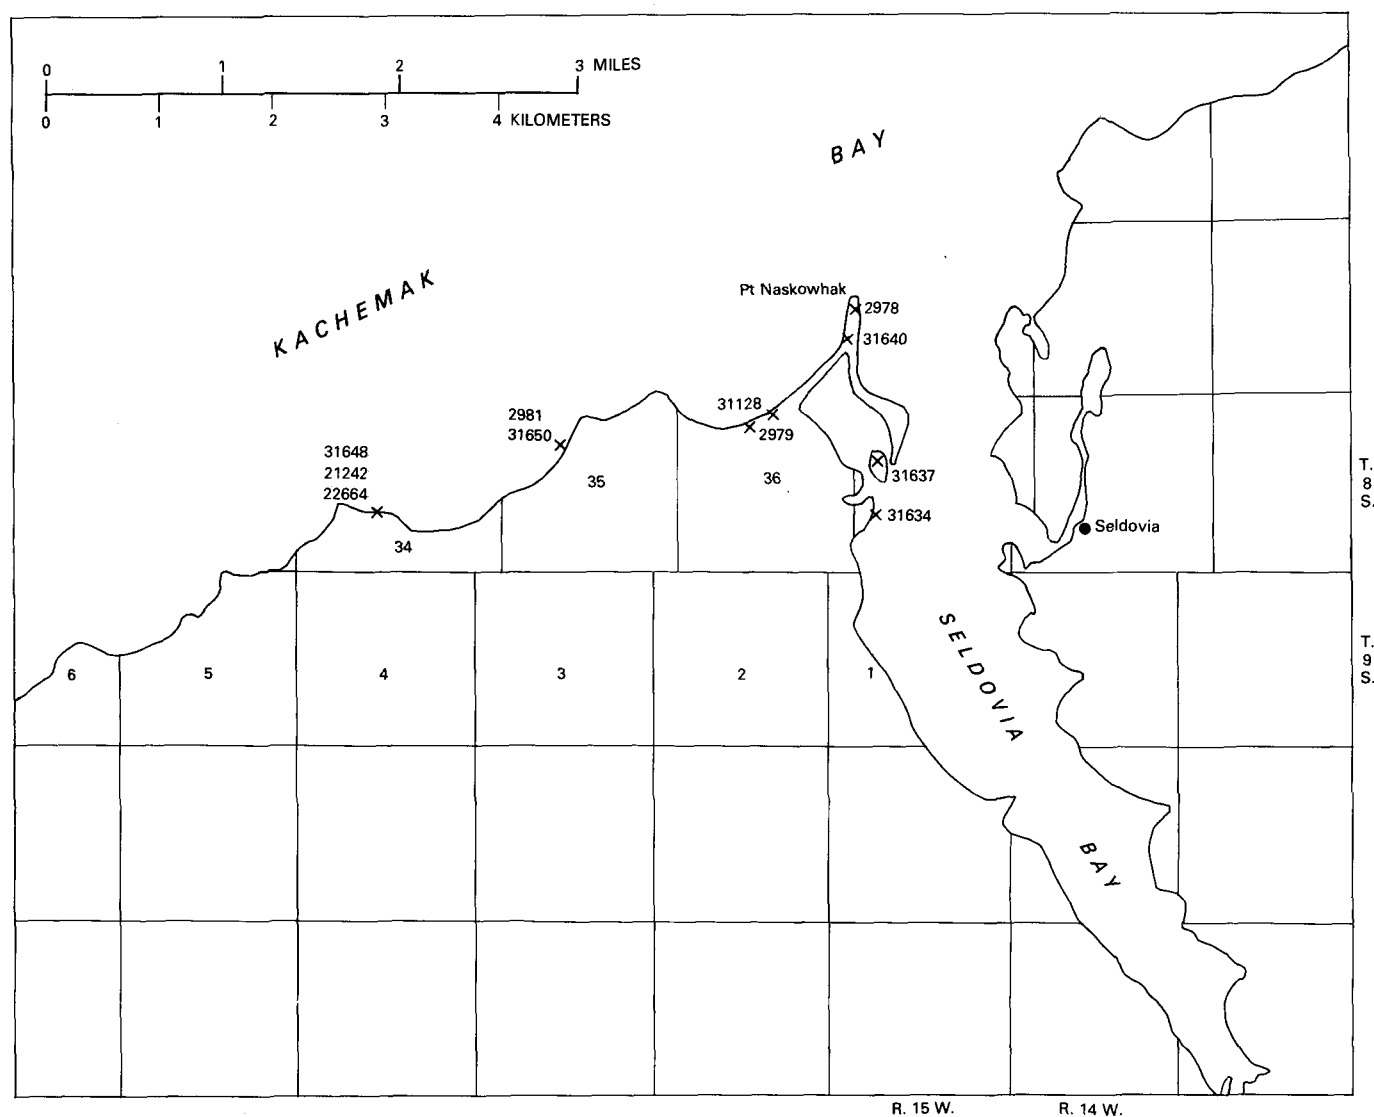 0 1 2 3 MILES
0 1 2 3 4 KILOMETERS
BAY
KACHEMAK
Pt Naskowhak
2978
31640
31128
2979
2981
31650
31648
21242
22664
35
36
34
31637
31634
Seldovia
T.
8
S.
SELDOVIA
BAY
6 5 4 3 2 1
T.
9
S.
R. 15 W. R. 14 W.